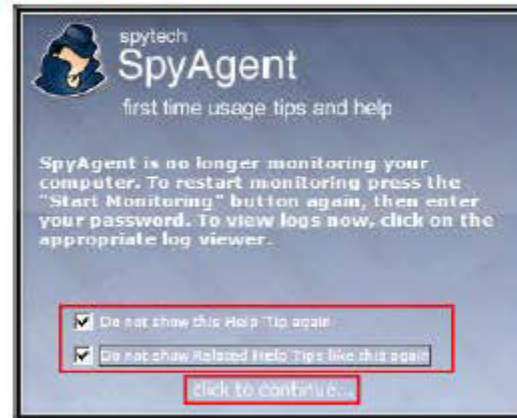 spytech
SpyAgent
first time usage tips and help
SpyAgent is no longer monitoring your
computer. To restart monitoring press the
"Start Monitoring" button again, then enter
your password. To view logs now, click on the
appropriate log viewer.
Do not show this Help Tip again
Do not show Related Help Tips like this again
click to continue...